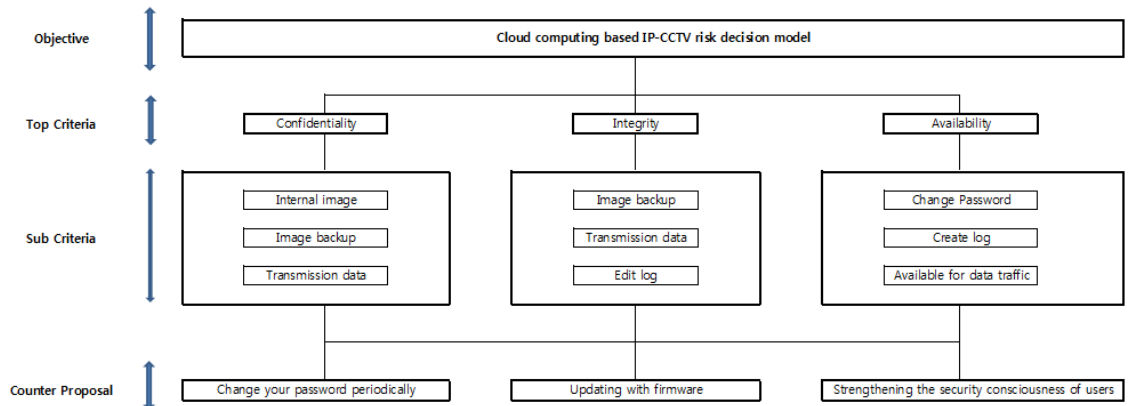 Objective
Cloud computing based IP-CCTV risk decision model
Top Criteria
Confidentiality
Integrity
Availability
Sub Criteria
Internal image
Image backup
Transmission data
Image backup
Transmission data
Edit log
Change Password
Create log
Available for data traffic
Counter Proposal
Change your password periodically
Updating with firmware
Strengthening the security consciousness of users